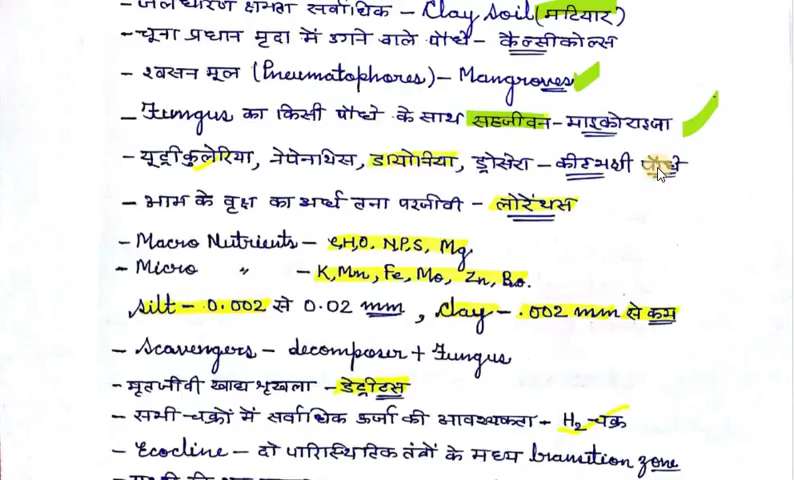 - जलधारण क्षमता सर्वाधिक - Clay Soil (मटियार)
- चूना प्रधान मृदा में उगने वाले पौधे - कैल्सीकोल्स
- श्वसन मूल (Pneumatophores) - Mangroves
- Fungus का किसी पौधे के साथ सहजीवन - माइकोराइजा
- यूट्रीकुलेरिया, नेपेनथिस, डायोनिया, ड्रोसेरा - कीटभक्षी पौधे
- आम के वृक्ष का अर्ध तना परजीवी - लोरेंथस
- Macro Nutrients - C,H,O, N,P,S, Mg.
- Micro " - K, Mn, Fe, Mo, Zn, Bo.
Silt - 0.002 से 0.02 mm , Clay - .002 mm से कम
- Scavengers - decomposer + Fungus
- मृतजीवी खाद्य श्रृंखला - डेट्रीटस
- सभी चक्रों में सर्वाधिक ऊर्जा की आवश्यकता - H₂ चक्र
- Ecocline - दो पारिस्थितिक तंत्रों के मध्य transition zone